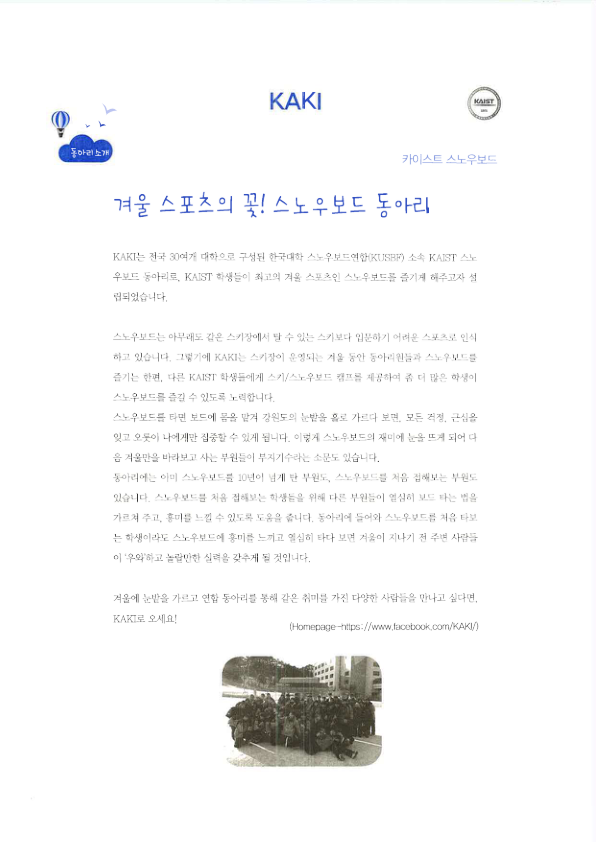 KAKI
KAIST
동아리소개
카이스트 스노우보드
겨울 스포츠의 꽃! 스노우보드 동아리
KAKI는 전국 30여개 대학으로 구성된 한국대학 스노우보드연합(KUSBF) 소속 KAIST 스노
우보드 동아리로, KAIST 학생들이 최고의 겨울 스포츠인 스노우보드를 즐기게 해주고자 설
립되었습니다.
스노우보드는 아무래도 같은 스키장에서 탈 수 있는 스키보다 입문하기 어려운 스포츠로 인식
하고 있습니다. 그렇기에 KAKI는 스키장이 운영되는 겨울 동안 동아리원들과 스노우보드를
즐기는 한편, 다른 KAIST 학생들에게 스키/스노우보드 캠프를 제공하여 좀 더 많은 학생이
스노우보드를 즐길 수 있도록 노력합니다.
스노우보드를 타면 보드에 몸을 맡겨 강원도의 눈밭을 홀로 가르다 보면, 모든 걱정, 근심을
잊고 오롯이 나에게만 집중할 수 있게 됩니다. 이렇게 스노우보드의 재미에 눈을 뜨게 되어 다
음 겨울만을 바라보고 사는 부원들이 부지기수라는 소문도 있습니다.
동아리에는 이미 스노우보드를 10년이 넘게 탄 부원도, 스노우보드를 처음 접해보는 부원도
있습니다. 스노우보드를 처음 접해보는 학생들을 위해 다른 부원들이 열심히 보드 타는 법을
가르쳐 주고, 흥미를 느낄 수 있도록 도움을 줍니다. 동아리에 들어와 스노우보드를 처음 타보
는 학생이라도 스노우보드에 흥미를 느끼고 열심히 타다 보면 겨울이 지나기 전 주변 사람들
이 '우와'하고 놀랄만한 실력을 갖추게 될 것입니다.
겨울에 눈밭을 가르고 연합 동아리를 통해 같은 취미를 가진 다양한 사람들을 만나고 싶다면,
KAKI로 오세요!
(Homepage-https://www.facebook.com/KAKI/)